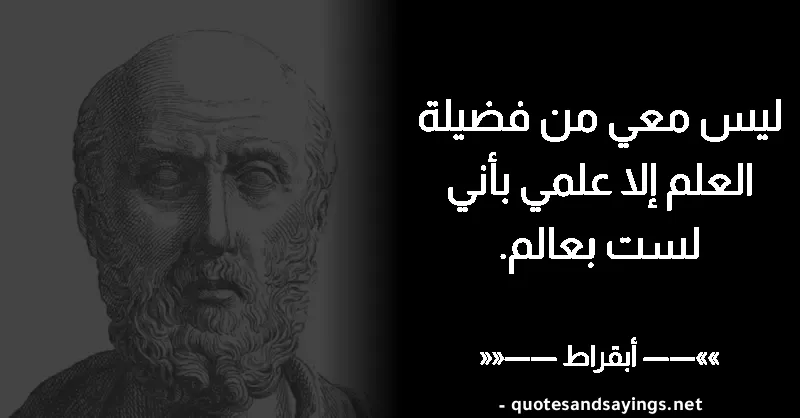 ليس معي من فضيلة
العلم إلا علمي بأني
لست بعالم.
»»—— أبقراط ——««
- quotesandsayings.net